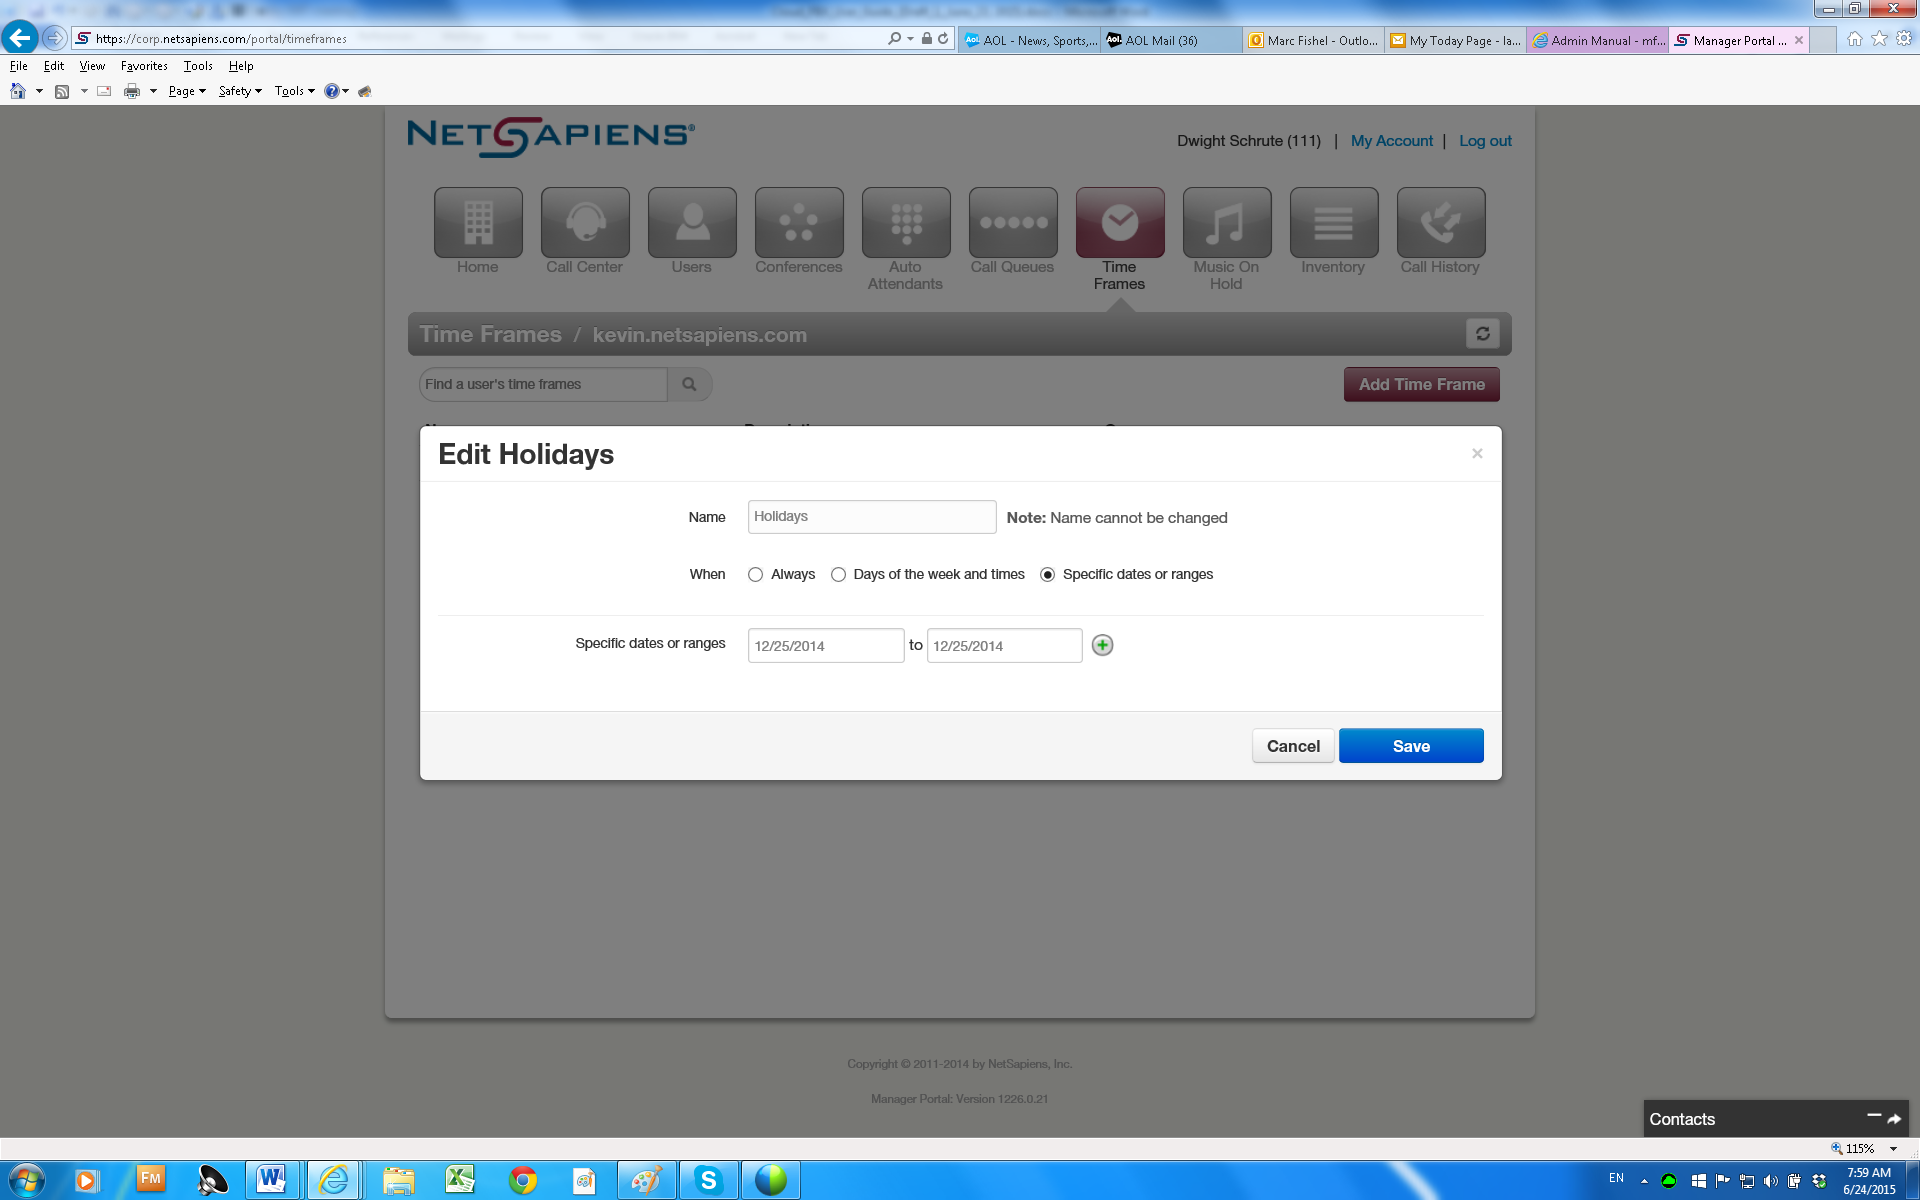 https://corp.netsapiens.com/portal/timeframes
AOL - News, Sports,...
AOL Mail (36)
Marc Fishel - Outlo...
My Today Page - Ia...
Admin Manual - mf...
Manager Portal ...
File Edit View Favorites Tools Help
Page Safety Tools
NETSAPIENS®
Dwight Schrute (111) | My Account | Log out
Home
Call Center
Users
Conferences
Auto Attendants
Call Queues
Time Frames
Music On Hold
Inventory
Call History
Time Frames / kevin.netsapiens.com
Find a user's time frames
Add Time Frame
Edit Holidays
×
Name Holidays Note: Name cannot be changed
When Always Days of the week and times Specific dates or ranges
Specific dates or ranges 12/25/2014 to 12/25/2014
Cancel Save
Copyright © 2011-2014 by NetSapiens, Inc.
Manager Portal: Version 1226.0.21
Contacts
115%
FM
EN
7:59 AM
6/24/2015